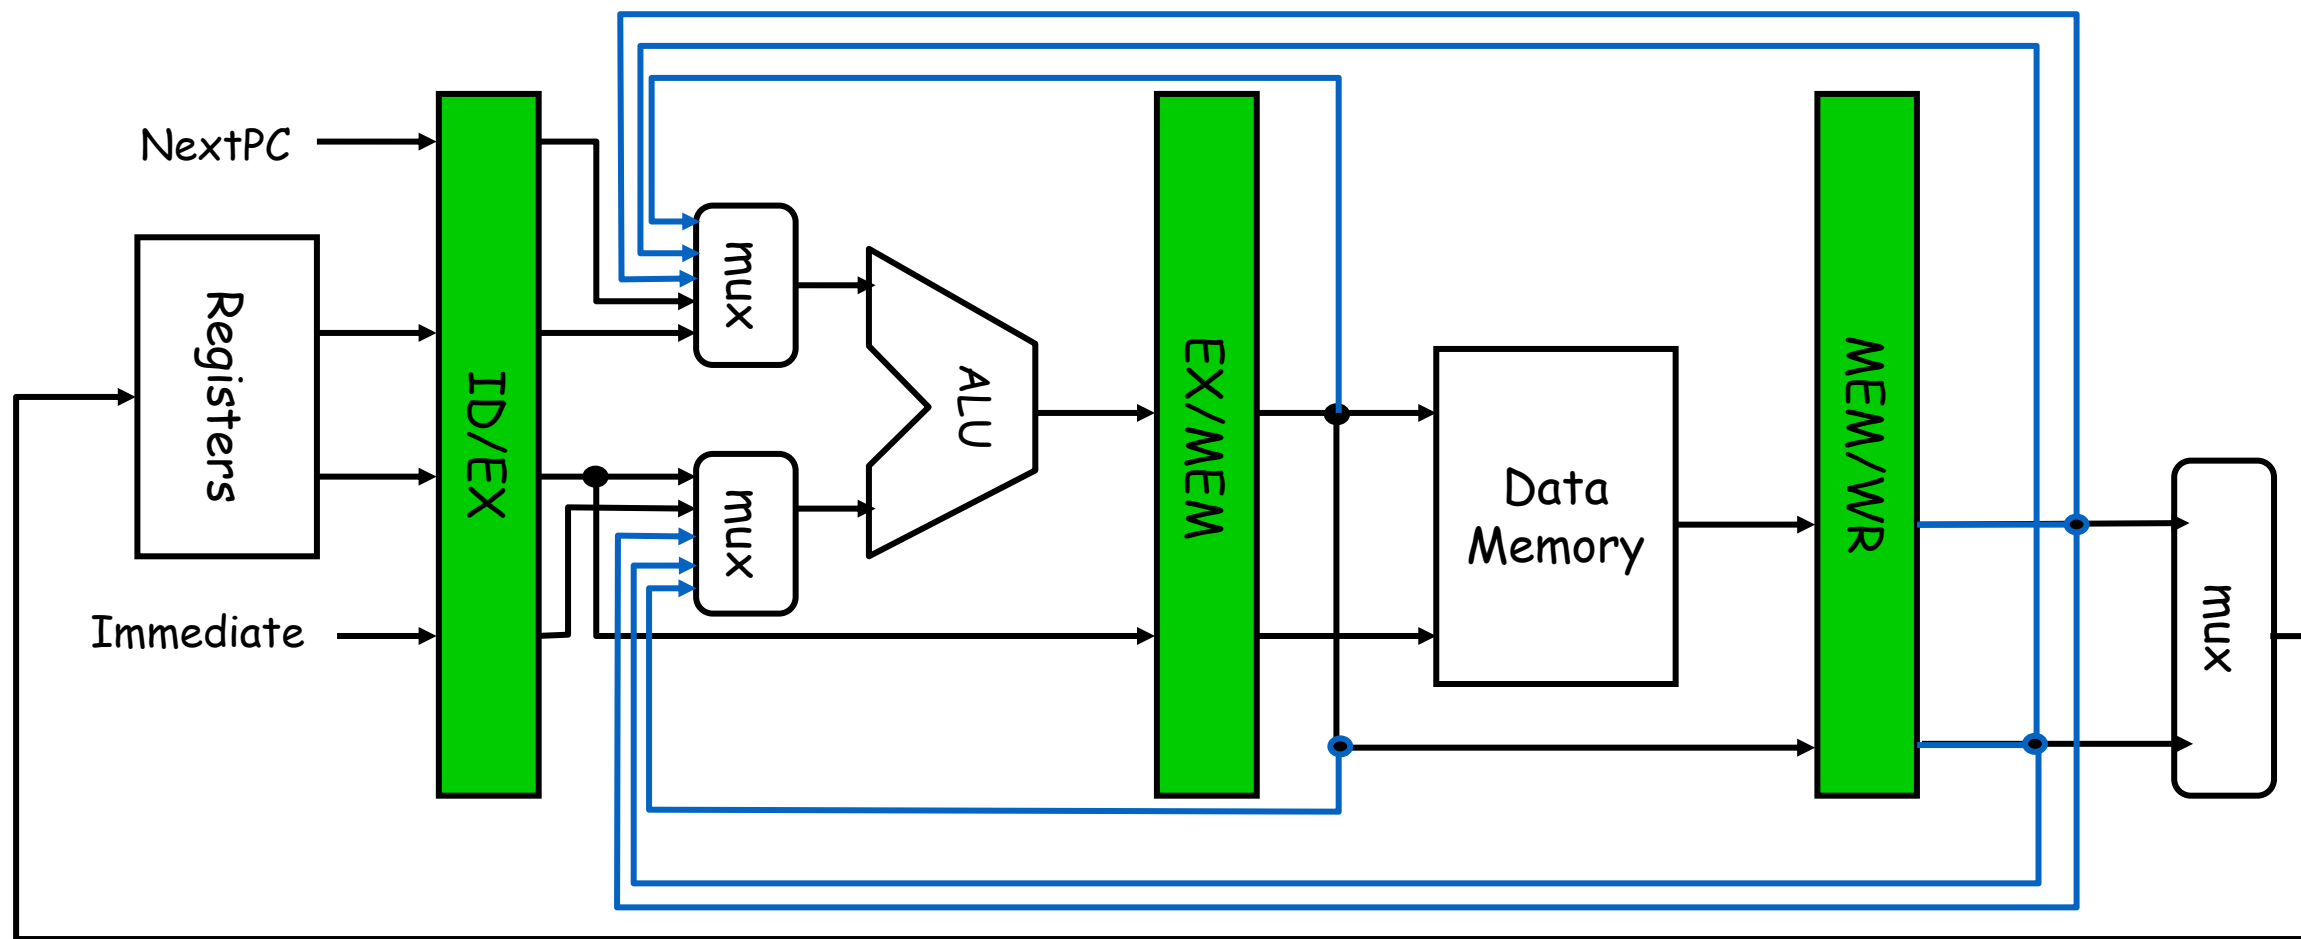 NextPC
Registers
Immediate
ID/EX
mux
mux
ALU
EX/MEM
Data
Memory
MEM/WR
mux